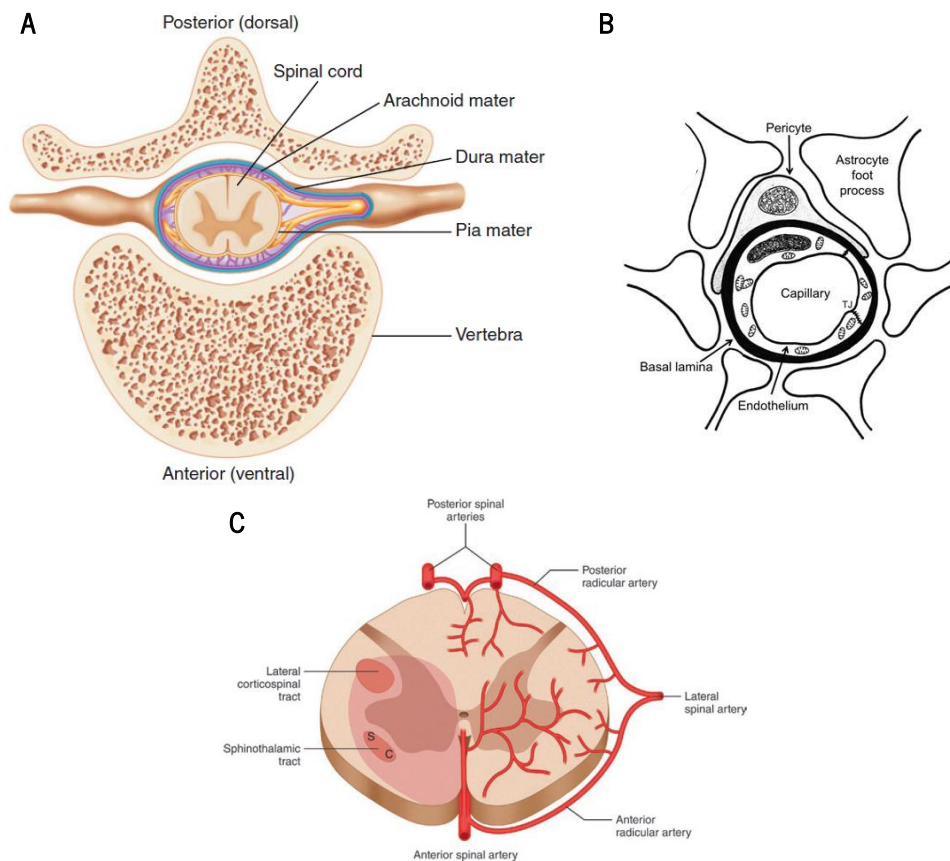 A
Posterior (dorsal)
Spinal cord
Arachnoid mater
Dura mater
Pia mater
Vertebra
Anterior (ventral)
B
Pericyte
Astrocyte
foot
process
Capillary
TJ
Basal lamina
Endothelium
C
Posterior spinal
arteries
Posterior
radicular artery
Lateral
corticospinal
tract
Lateral
spinal artery
Sphinothalamic
tract
S
C
Anterior
radicular artery
Anterior spinal artery